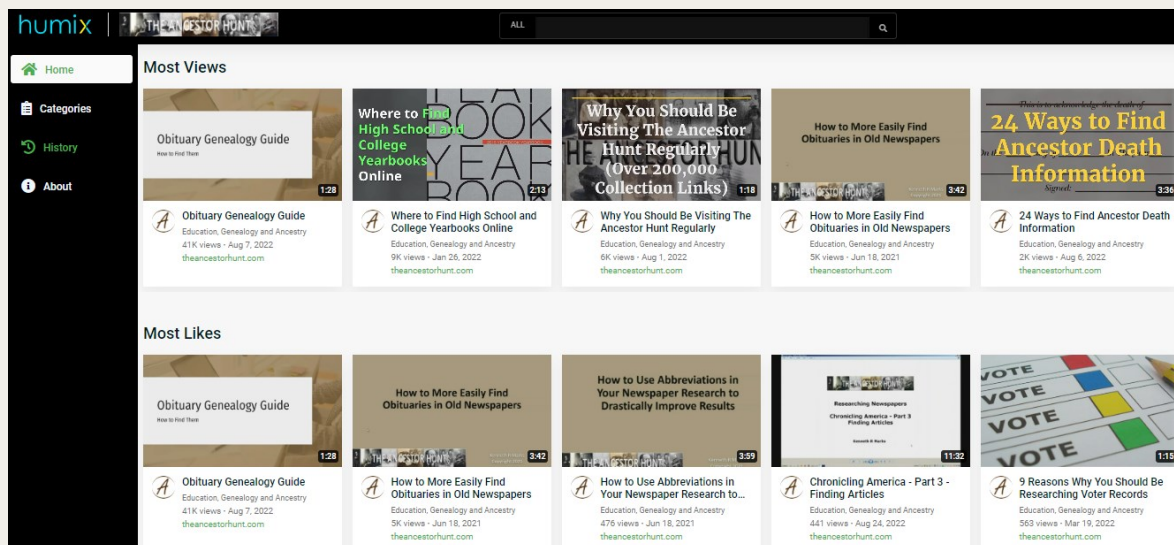 humix
THE ANCESTOR HUNT
ALL
Home
Categories
History
About
Most Views
Obituary Genealogy Guide
How to Find Them
1:28
Obituary Genealogy Guide
Education, Genealogy and Ancestry
41K views - Aug 7, 2022
theancestorhunt.com
YEAR
BOOK
YEAR
Where to Find
High School and
College
Yearbooks
Online
2:13
Where to Find High School and
College Yearbooks Online
Education, Genealogy and Ancestry
9K views - Jan 26, 2022
theancestorhunt.com
Why You Should Be
Visiting The Ancestor
Hunt Regularly
(Over 200,000
Collection Links)
1:18
Why You Should Be Visiting The
Ancestor Hunt Regularly
Education, Genealogy and Ancestry
6K views - Aug 1, 2022
theancestorhunt.com
How to More Easily Find
Obituaries in Old Newspapers
THE ANCESTOR HUNT
3:42
How to More Easily Find
Obituaries in Old Newspapers
Education, Genealogy and Ancestry
5K views - Jun 18, 2021
theancestorhunt.com
This is to acknowledge the death of
24 Ways to Find
Ancestor Death
Information
Signed:
3:36
24 Ways to Find Ancestor Death
Information
Education, Genealogy and Ancestry
2K views - Aug 6, 2022
theancestorhunt.com
Most Likes
Obituary Genealogy Guide
How to Find Them
1:28
Obituary Genealogy Guide
Education, Genealogy and Ancestry
41K views - Aug 7, 2022
theancestorhunt.com
How to More Easily Find
Obituaries in Old Newspapers
THE ANCESTOR HUNT
3:42
How to More Easily Find
Obituaries in Old Newspapers
Education, Genealogy and Ancestry
5K views - Jun 18, 2021
theancestorhunt.com
How to Use Abbreviations in
Your Newspaper Research to
Drastically Improve Results
THE ANCESTOR HUNT
3:59
How to Use Abbreviations in
Your Newspaper Research to...
Education, Genealogy and Ancestry
476 views - Jun 18, 2021
theancestorhunt.com
THE ANCESTOR HUNT
Researching Newspapers
Chronicling America - Part 3
Finding Articles
Kenneth R Marks
11:32
Chronicling America - Part 3 -
Finding Articles
Education, Genealogy and Ancestry
441 views - Aug 24, 2022
theancestorhunt.com
VOTE
VOTE
VOTE
1:15
9 Reasons Why You Should Be
Researching Voter Records
Education, Genealogy and Ancestry
563 views - Mar 19, 2022
theancestorhunt.com